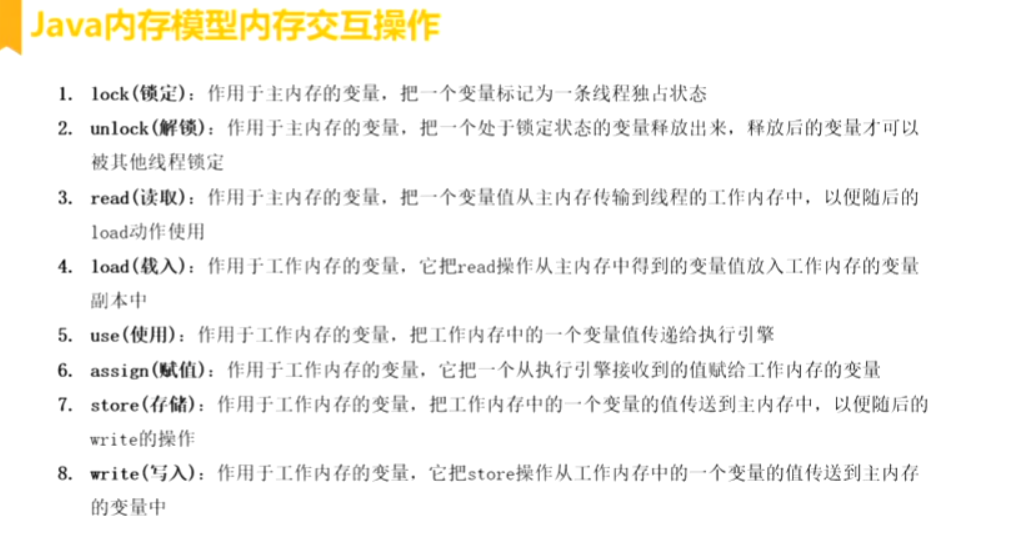 Java内存模型内存交互操作
1. lock(锁定)：作用于主内存的变量，把一个变量标记为一条线程独占状态
2. unlock(解锁)：作用于主内存的变量，把一个处于锁定状态的变量释放出来，释放后的变量才可以
被其他线程锁定
3. read(读取)：作用于主内存的变量，把一个变量值从主内存传输到线程的工作内存中，以便随后的
load动作使用
4. load(载入)：作用于工作内存的变量，它把read操作从主内存中得到的变量值放入工作内存的变量
副本中
5. use(使用)：作用于工作内存的变量，把工作内存中的一个变量值传递给执行引擎
6. assign(赋值)：作用于工作内存的变量，它把一个从执行引擎接收到的值赋给工作内存的变量
7. store(存储)：作用于工作内存的变量，把工作内存中的一个变量的值传送到主内存中，以便随后的
write的操作
8. write(写入)：作用于工作内存的变量，它把store操作从工作内存中的一个变量的值传送到主内存
的变量中